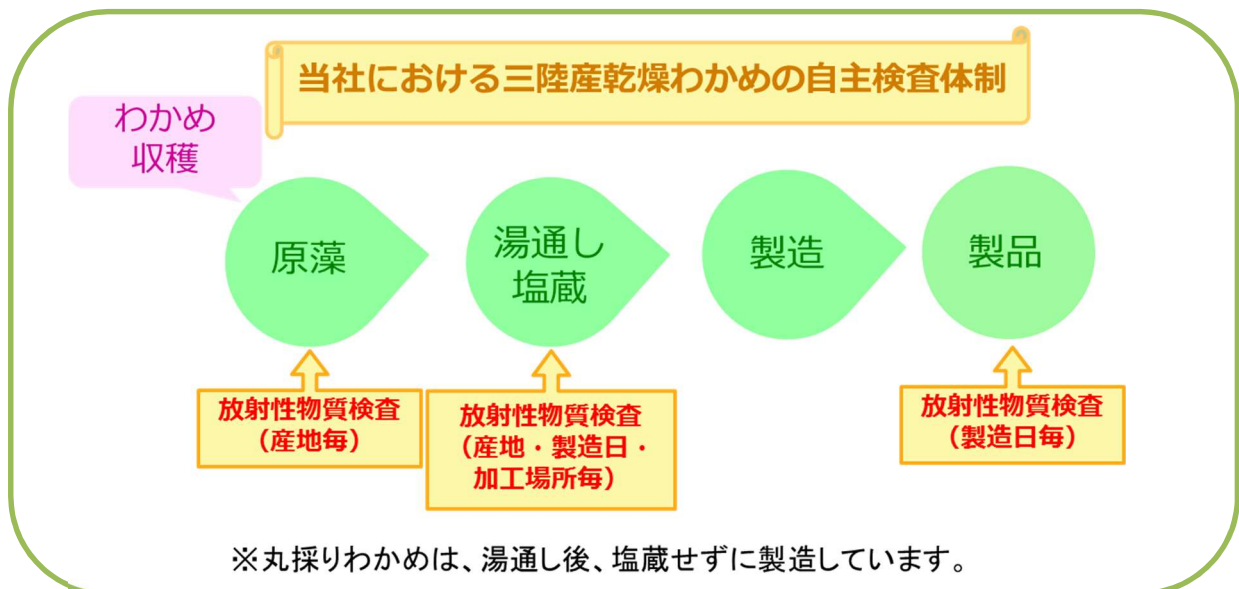 当社における三陸産乾燥わかめの自主検査体制
わかめ
収穫
原藻
湯通し
塩蔵
製造
製品
放射性物質検査
（産地毎）
放射性物質検査
（産地・製造日・
加工場所毎）
放射性物質検査
（製造日毎）
※丸採りわかめは、湯通し後、塩蔵せずに製造しています。